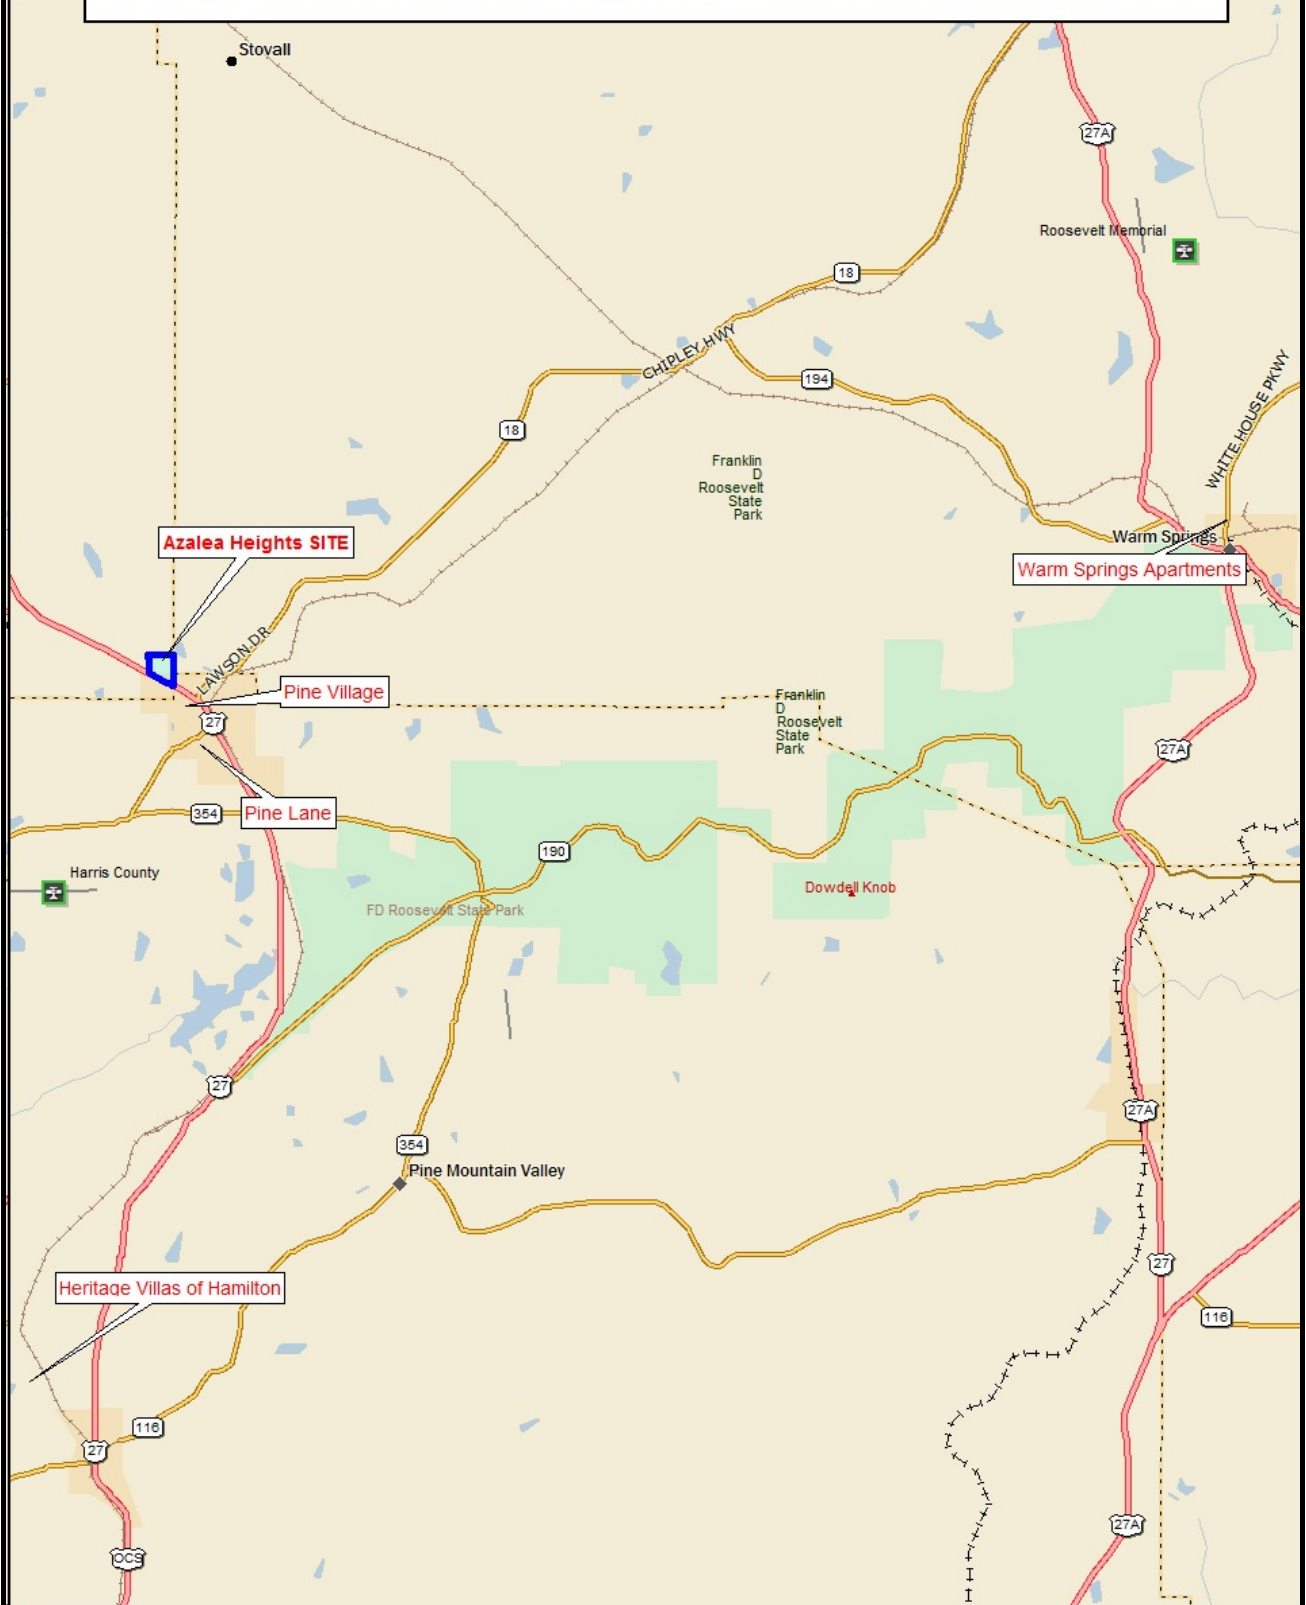 Stovall
27A
Roosevelt Memorial
18
CHIPLEY HWY
194
WHITE HOUSE PKWY
18
Franklin
D
Roosevelt
State
Park
Azalea Heights SITE
Warm Springs
Warm Springs Apartments
LAWSON DR
Pine Village
Franklin
D
Roosevelt
State
Park
27
27A
354
Pine Lane
190
Harris County
Dowdell Knob
FD Roosevelt State Park
27
27A
354
Pine Mountain Valley
27
Heritage Villas of Hamilton
116
116
27
27A
OCS